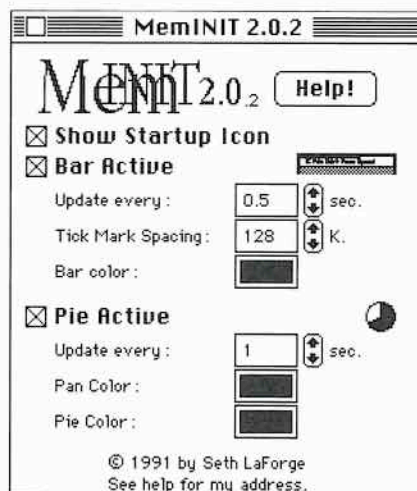 MemINIT 2.0.2
MemINIT 2.0.2 Help!
Show Startup Icon
Bar Active
Update every : 0.5 sec.
Tick Mark Spacing : 128 K.
Bar color :
Pie Active
Update every : 1 sec.
Pan Color :
Pie Color :
© 1991 by Seth LaForge
See help for my address.